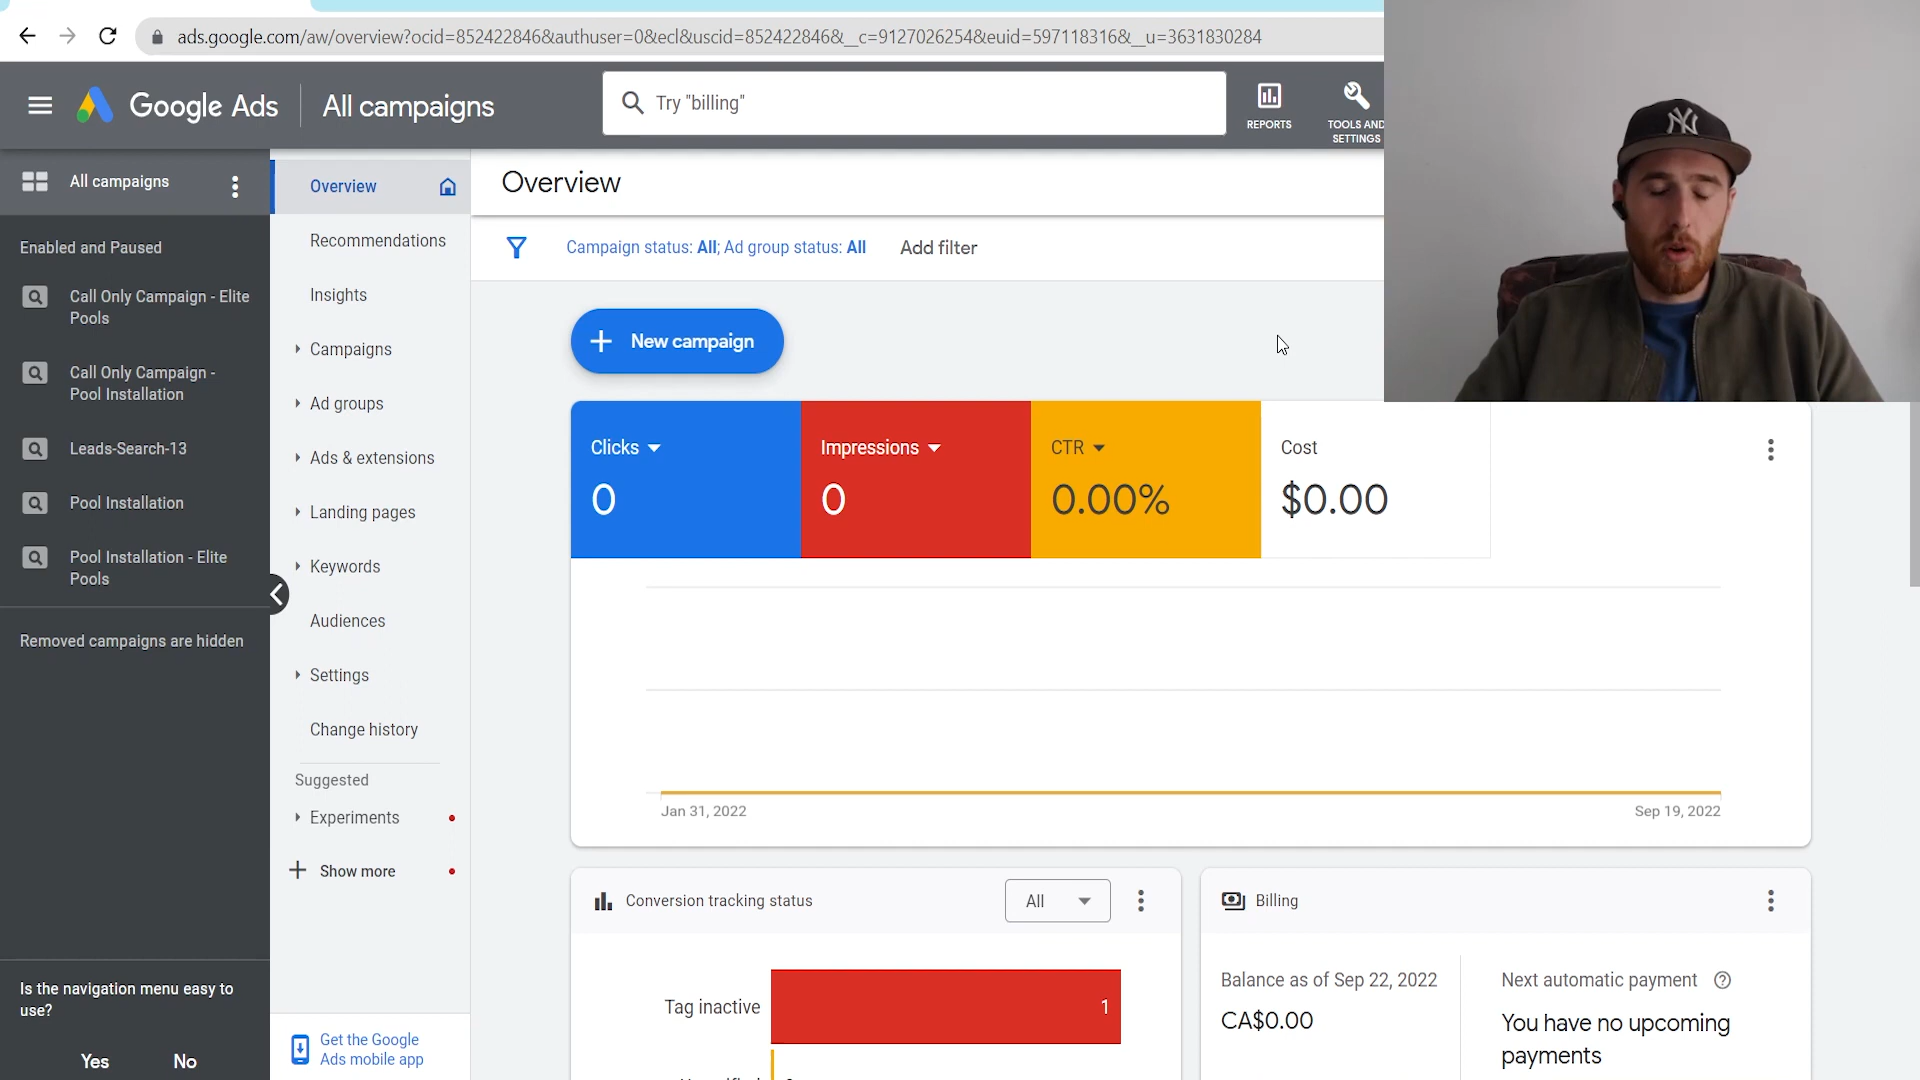 ads.google.com/aw/overview?ocid=852422846&authuser=0&ecl&uscid=852422846&__c=9127026254&euid=597118316&__u=3631830284
Google Ads
All campaigns
Try "billing"
REPORTS
TOOLS AND
SETTINGS
All campaigns
Enabled and Paused
Call Only Campaign - Elite
Pools
Call Only Campaign -
Pool Installation
Leads-Search-13
Pool Installation
Pool Installation - Elite
Pools
Removed campaigns are hidden
Is the navigation menu easy to
use?
Yes No
Overview
Recommendations
Insights
Campaigns
Ad groups
Ads & extensions
Landing pages
Keywords
Audiences
Settings
Change history
Suggested
Experiments
Show more
Get the Google
Ads mobile app
Overview
Campaign status: All; Ad group status: All
Add filter
New campaign
Clicks
0
Impressions
0
CTR
0.00%
Cost
$0.00
Jan 31, 2022
Sep 19, 2022
Conversion tracking status
All
Tag inactive
1
Billing
Balance as of Sep 22, 2022
CA$0.00
Next automatic payment
You have no upcoming
payments
NY